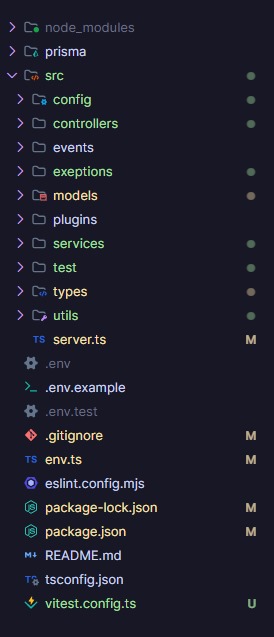 node_modules
prisma
src
config
controllers
events
exeptions
models
plugins
services
test
types
utils
TS server.ts M
.env
.env.example
.env.test
.gitignore M
TS env.ts M
eslint.config.mjs
package-lock.json M
package.json M
README.md
TS tsconfig.json
vitest.config.ts U